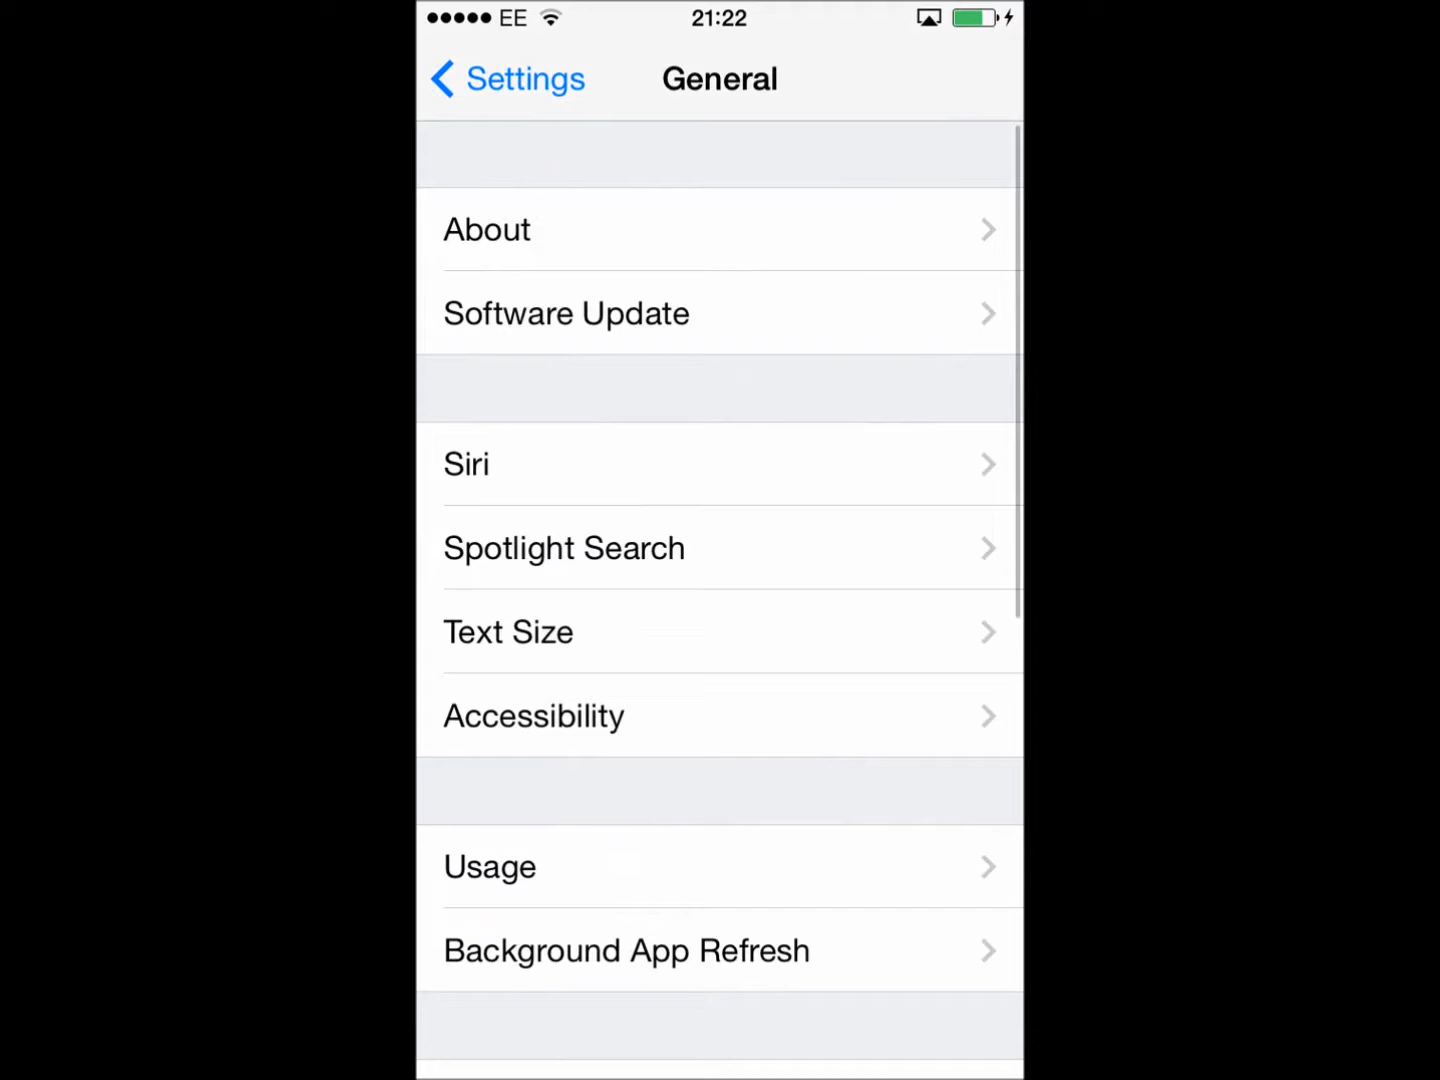 EE 21:22
Settings General
About
Software Update
Siri
Spotlight Search
Text Size
Accessibility
Usage
Background App Refresh